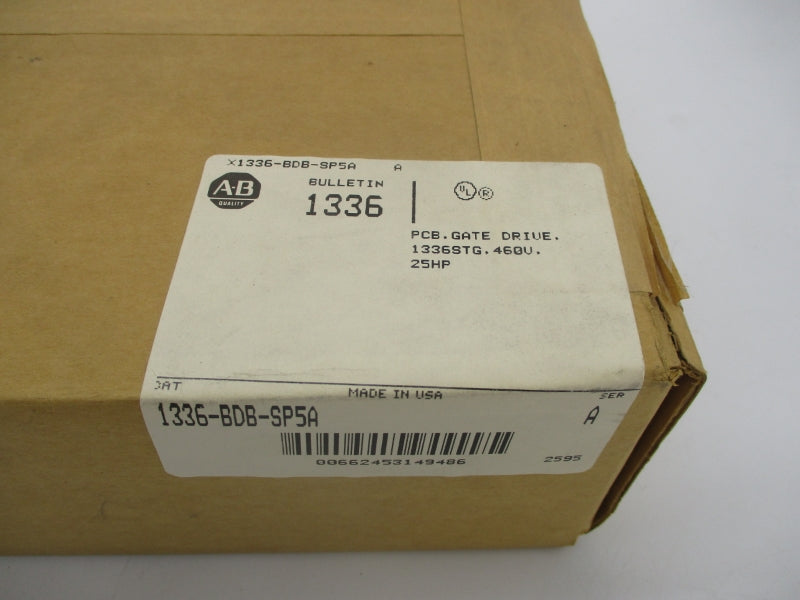 X1336-BDB-SP5A A
A-B
QUALITY
BULLETIN
1336
UL ®
PCB.GATE DRIVE.
1336STG.460V.
25HP
CAT
MADE IN USA
SER
1336-BDB-SP5A
A
00662453149486
2595